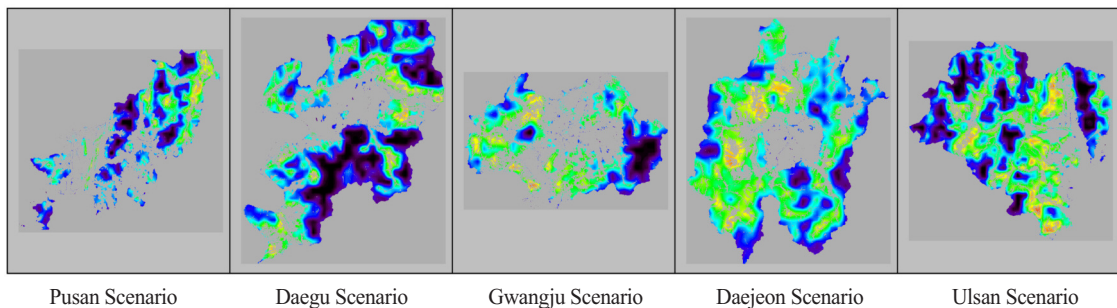 Pusan Scenario
Daegu Scenario
Gwangju Scenario
Daejeon Scenario
Ulsan Scenario